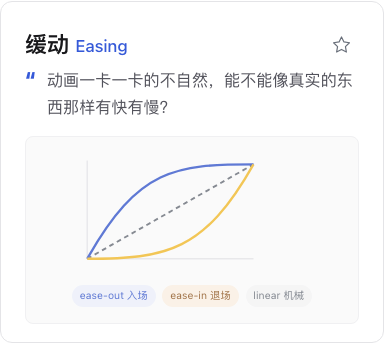 缓动 Easing
“ 动画一卡一卡的不自然，能不能像真实的东
西那样有快有慢？
ease-out 入场 ease-in 退场 linear 机械